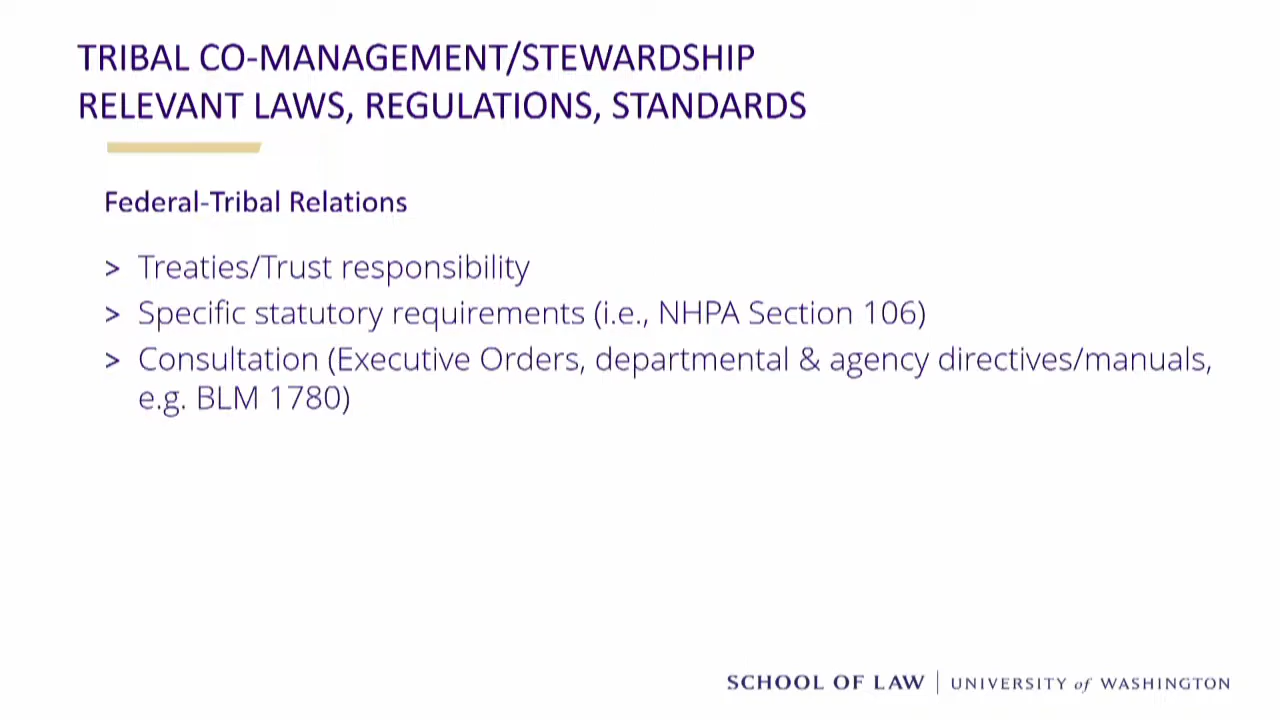 TRIBAL CO-MANAGEMENT/STEWARDSHIP
RELEVANT LAWS, REGULATIONS, STANDARDS
Federal-Tribal Relations
> Treaties/Trust responsibility
> Specific statutory requirements (i.e., NHPA Section 106)
> Consultation (Executive Orders, departmental & agency directives/manuals,
e.g. BLM 1780)
SCHOOL OF LAW | UNIVERSITY of WASHINGTON